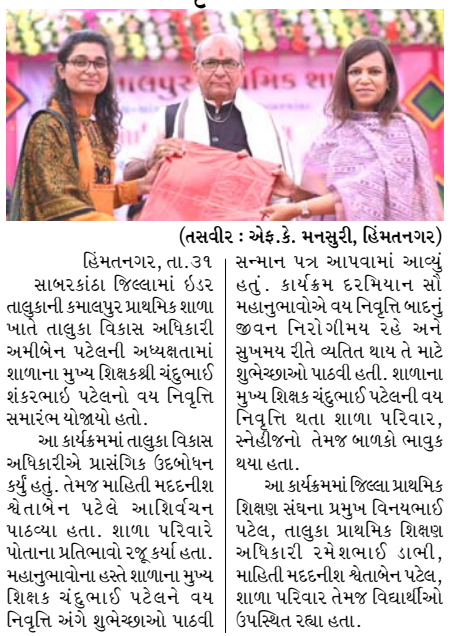 માલપુર પ્રાથમિક શા
(તસવીર : એફ.કે. મનસુરી, હિંમતનગર)
હિંમતનગર, તા.૩૧
સાબરકાંઠા જિલ્લામાં ઇડર
તાલુકાની કમાલપુર પ્રાથમિક શાળા
ખાતે તાલુકા વિકાસ અધિકારી
અમીબેન પટેલની અધ્યક્ષતામાં
શાળાના મુખ્ય શિક્ષકશ્રી ચંદુભાઈ
શંકરભાઇ પટેલનો વય નિવૃત્તિ
સમારંભ યોજાયો હતો.
આ કાર્યક્રમમાં તાલુકા વિકાસ
અધિકારીએ પ્રાસંગિક ઉદબોધન
કર્યું હતું. તેમજ માહિતી મદદનીશ
શ્વેતાબેન પટેલે આશિર્વચન
પાઠવ્યા હતા. શાળા પરિવારે
પોતાના પ્રતિભાવો રજૂ કર્યા હતા.
મહાનુભાવોના હસ્તે શાળાના મુખ્ય
શિક્ષક ચંદુભાઈ પટેલને વય
નિવૃત્તિ અંગે શુભેચ્છાઓ પાઠવી
સન્માન પત્ર આપવામાં આવ્યું
હતું. કાર્યક્રમ દરમિયાન સૌ
મહાનુભાવોએ વય નિવૃત્તિ બાદનું
જીવન નિરોગીમય રહે અને
સુખમય રીતે વ્યતિત થાય તે માટે
શુભેચ્છાઓ પાઠવી હતી. શાળાના
મુખ્ય શિક્ષક ચંદુભાઈ પટેલની વય
નિવૃત્તિ થતા શાળા પરિવાર,
સ્નેહીજનો તેમજ બાળકો ભાવુક
થયા હતા.
આ કાર્યક્રમમાં જિલ્લા પ્રાથમિક
શિક્ષણ સંઘના પ્રમુખ વિનયભાઈ
પટેલ, તાલુકા પ્રાથમિક શિક્ષણ
અધિકારી રમેશભાઈ ડાભી,
માહિતી મદદનીશ શ્વેતાબેન પટેલ,
શાળા પરિવાર તેમજ વિદ્યાર્થીઓ
ઉપસ્થિત રહ્યા હતા.